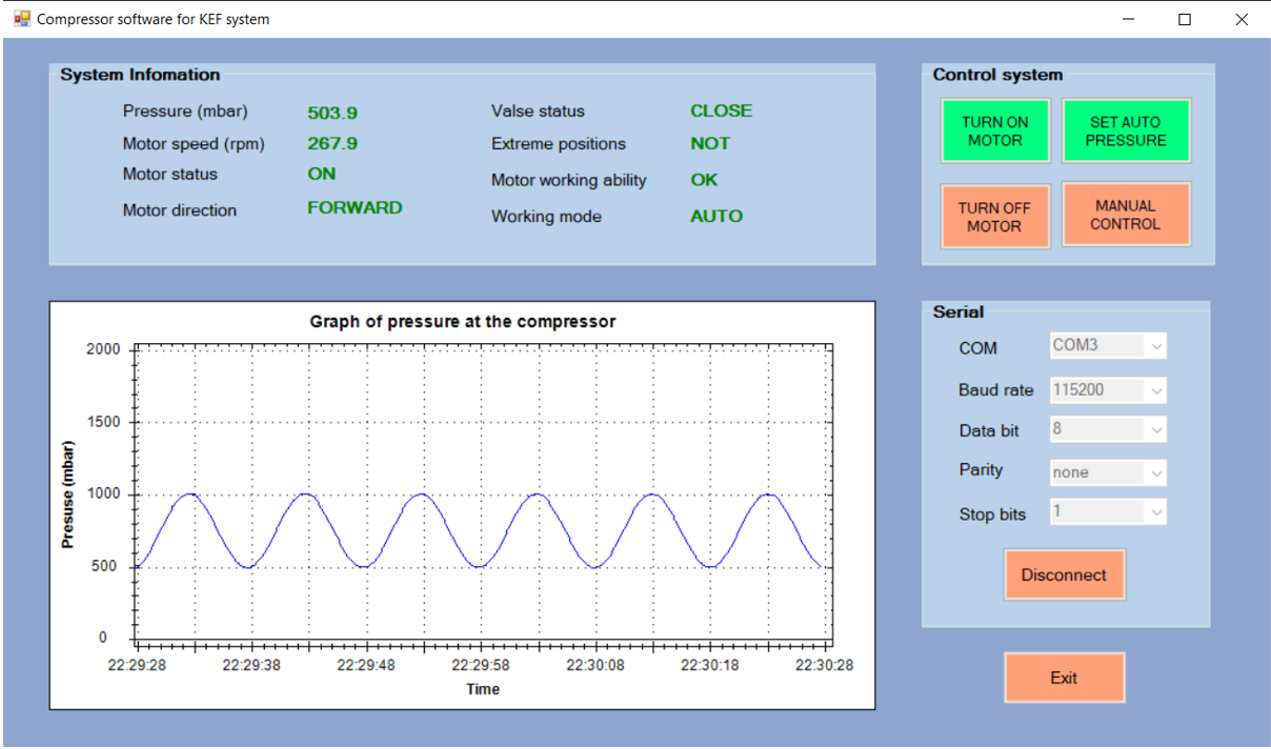 Compressor software for KEF system
System Infomation
Pressure (mbar) 503.9
Motor speed (rpm) 267.9
Motor status ON
Motor direction FORWARD
Valse status CLOSE
Extreme positions NOT
Motor working ability OK
Working mode AUTO
Control system
TURN ON
MOTOR
SET AUTO
PRESSURE
TURN OFF
MOTOR
MANUAL
CONTROL
Graph of pressure at the compressor
Presuse (mbar)
2000
1500
1000
500
0
22:29:28 22:29:38 22:29:48 22:29:58 22:30:08 22:30:18 22:30:28
Time
Serial
COM COM3
Baud rate 115200
Data bit 8
Parity none
Stop bits 1
Disconnect
Exit